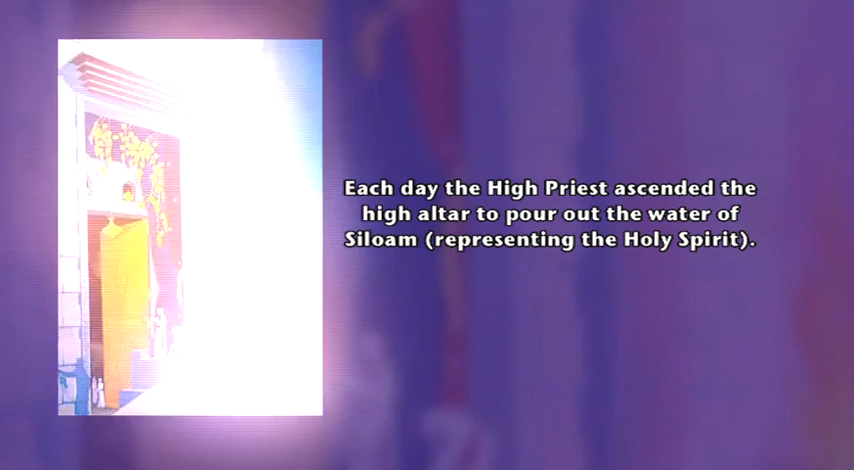 Each day the High Priest ascended the
high altar to pour out the water of
Siloam (representing the Holy Spirit).